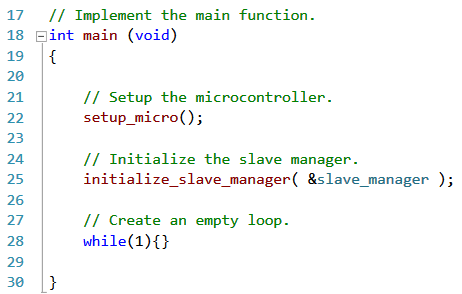 17 // Implement the main function.
18 int main (void)
19 {
20
21 // Setup the microcontroller.
22 setup_micro();
23
24 // Initialize the slave manager.
25 initialize_slave_manager( &slave_manager );
26
27 // Create an empty loop.
28 while(1){}
29
30 }